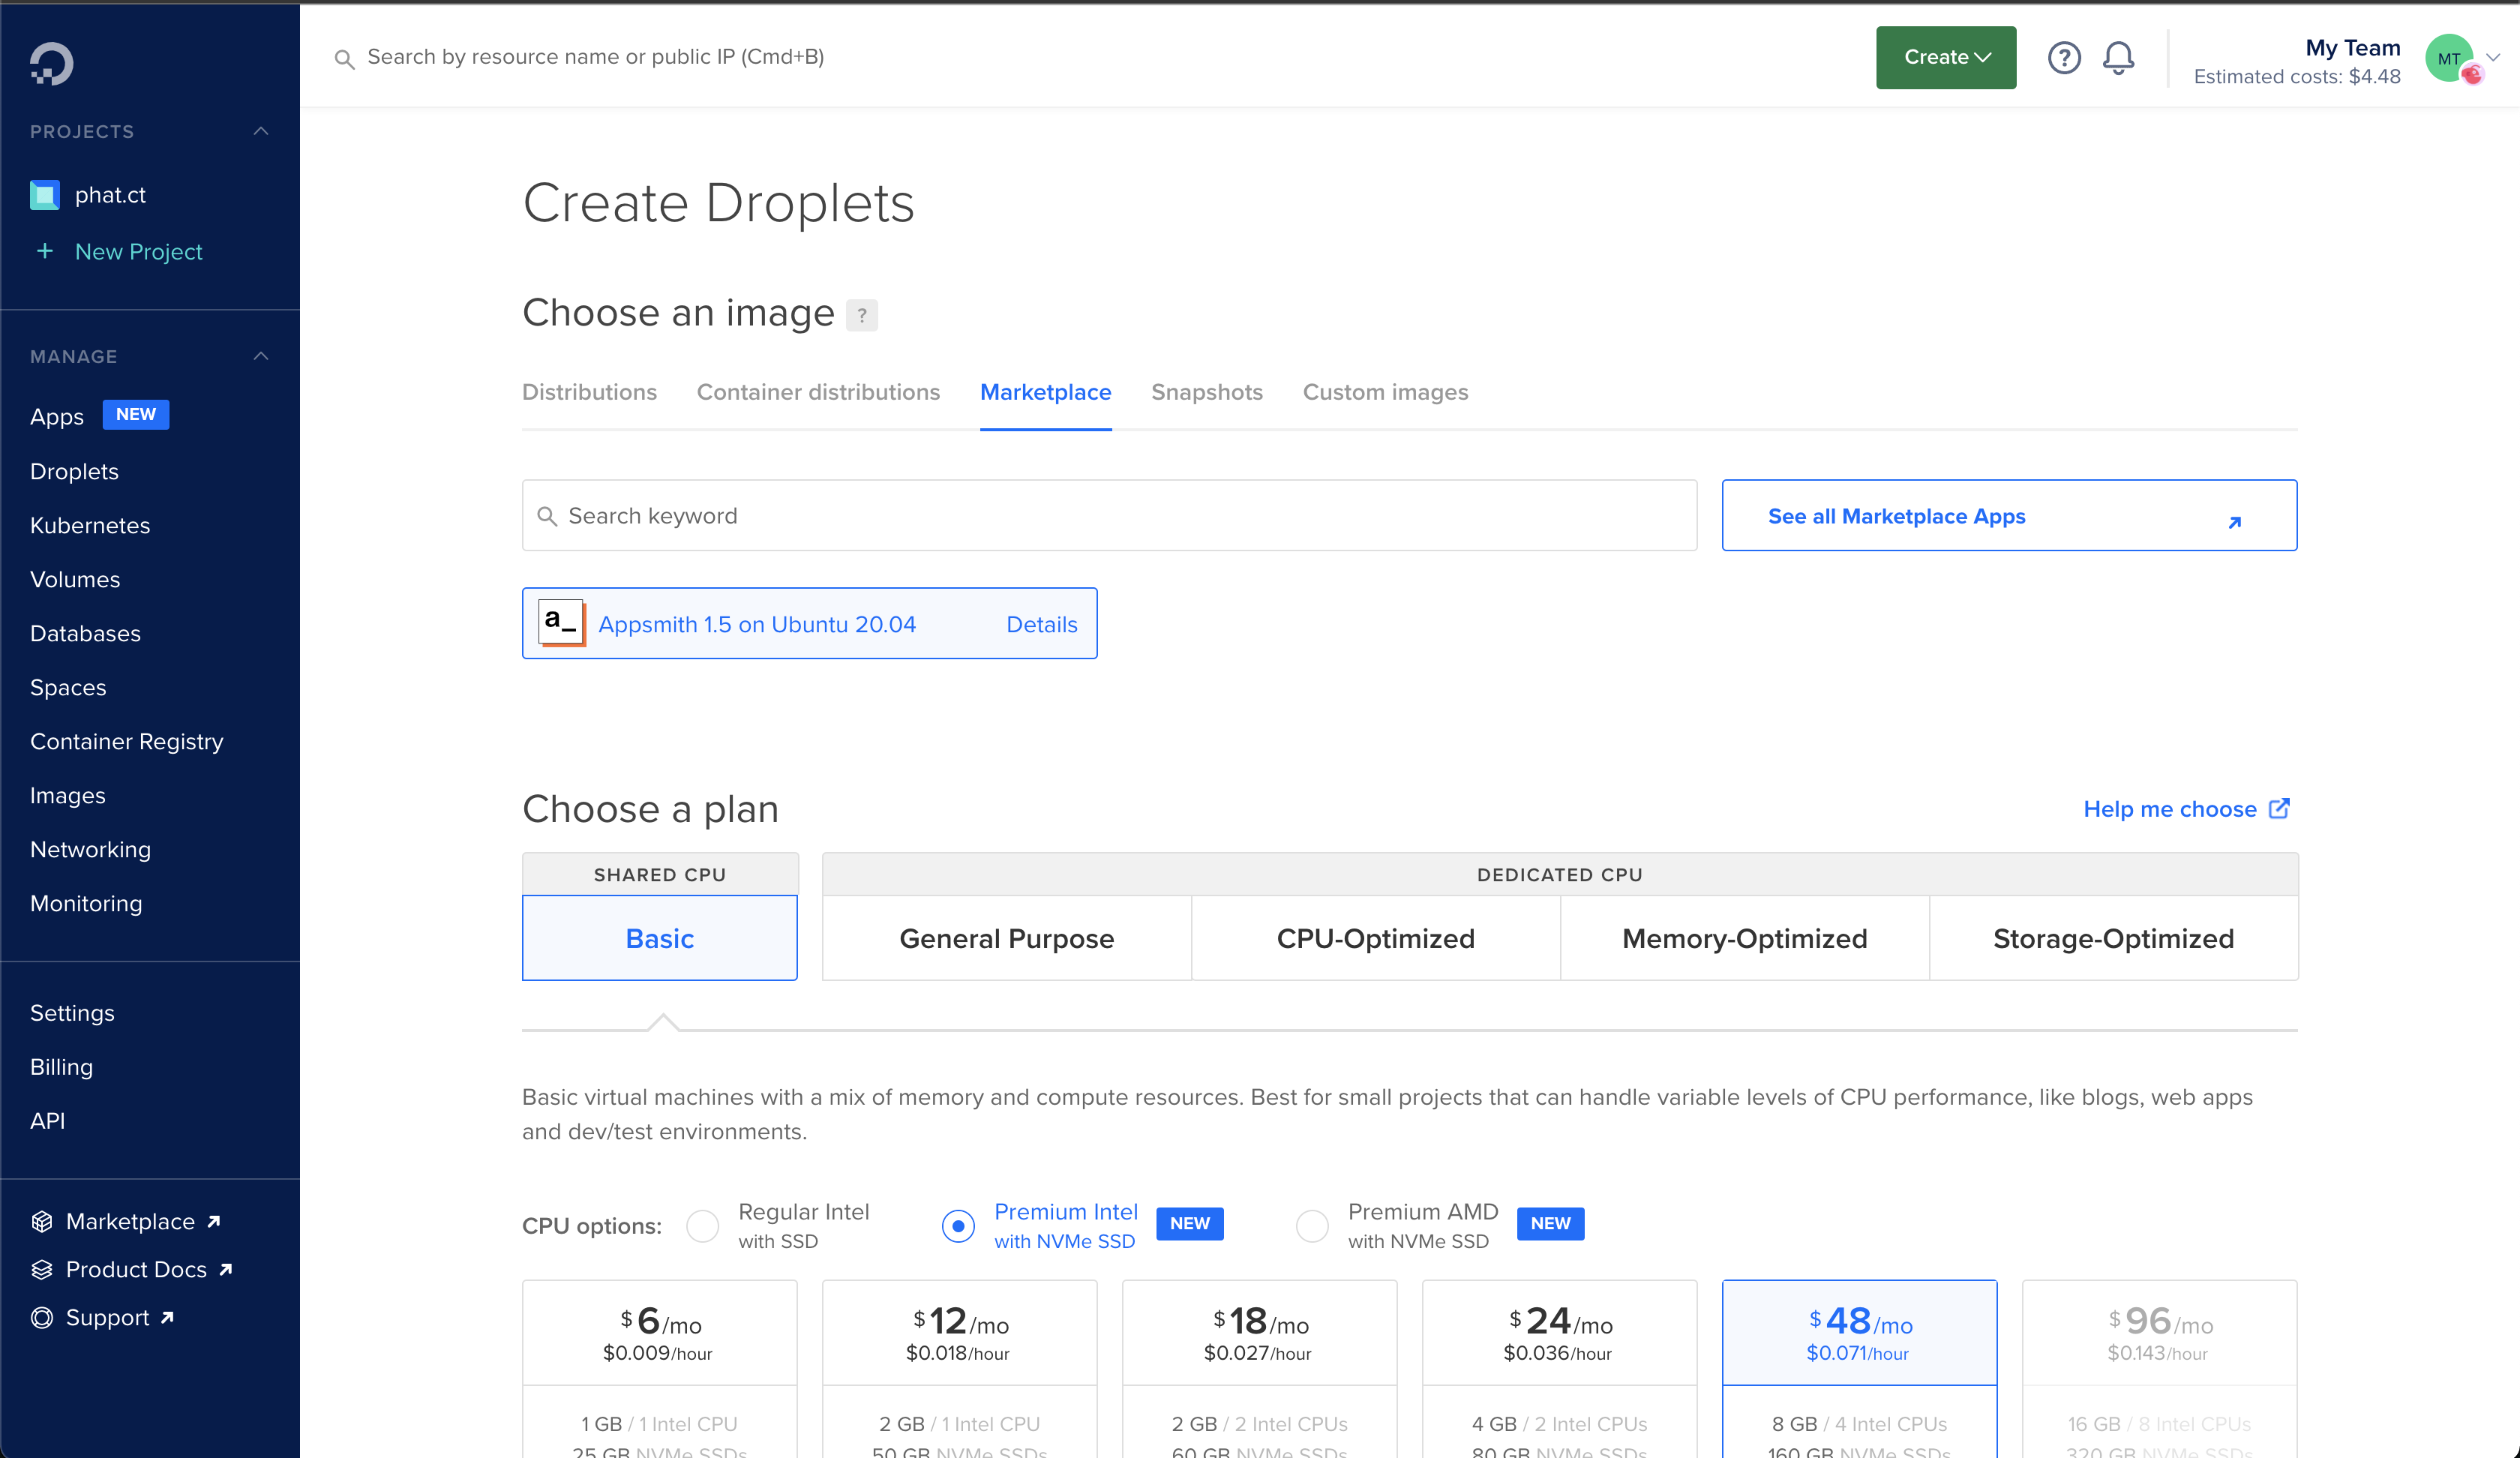 Search by resource name or public IP (Cmd+B)
Create
My Team
Estimated costs: $4.48
MT
PROJECTS
phat.ct
+ New Project
MANAGE
Apps NEW
Droplets
Kubernetes
Volumes
Databases
Spaces
Container Registry
Images
Networking
Monitoring
Settings
Billing
API
Marketplace
Product Docs
Support
Create Droplets
Choose an image ?
Distributions Container distributions Marketplace Snapshots Custom images
Search keyword
See all Marketplace Apps
a_ Appsmith 1.5 on Ubuntu 20.04 Details
Choose a plan
Help me choose
SHARED CPU DEDICATED CPU
Basic General Purpose CPU-Optimized Memory-Optimized Storage-Optimized
Basic virtual machines with a mix of memory and compute resources. Best for small projects that can handle variable levels of CPU performance, like blogs, web apps
and dev/test environments.
CPU options:
Regular Intel
with SSD
Premium Intel
with NVMe SSD
NEW
Premium AMD
with NVMe SSD
NEW
$6/mo
$0.009/hour
1 GB / 1 Intel CPU
25 GB NVMe SSDs
$12/mo
$0.018/hour
2 GB / 1 Intel CPU
50 GB NVMe SSDs
$18/mo
$0.027/hour
2 GB / 2 Intel CPUs
60 GB NVMe SSDs
$24/mo
$0.036/hour
4 GB / 2 Intel CPUs
80 GB NVMe SSDs
$48/mo
$0.071/hour
8 GB / 4 Intel CPUs
160 GB NVMe SSDs
$96/mo
$0.143/hour
16 GB / 8 Intel CPUs
320 GB NVMe SSDs